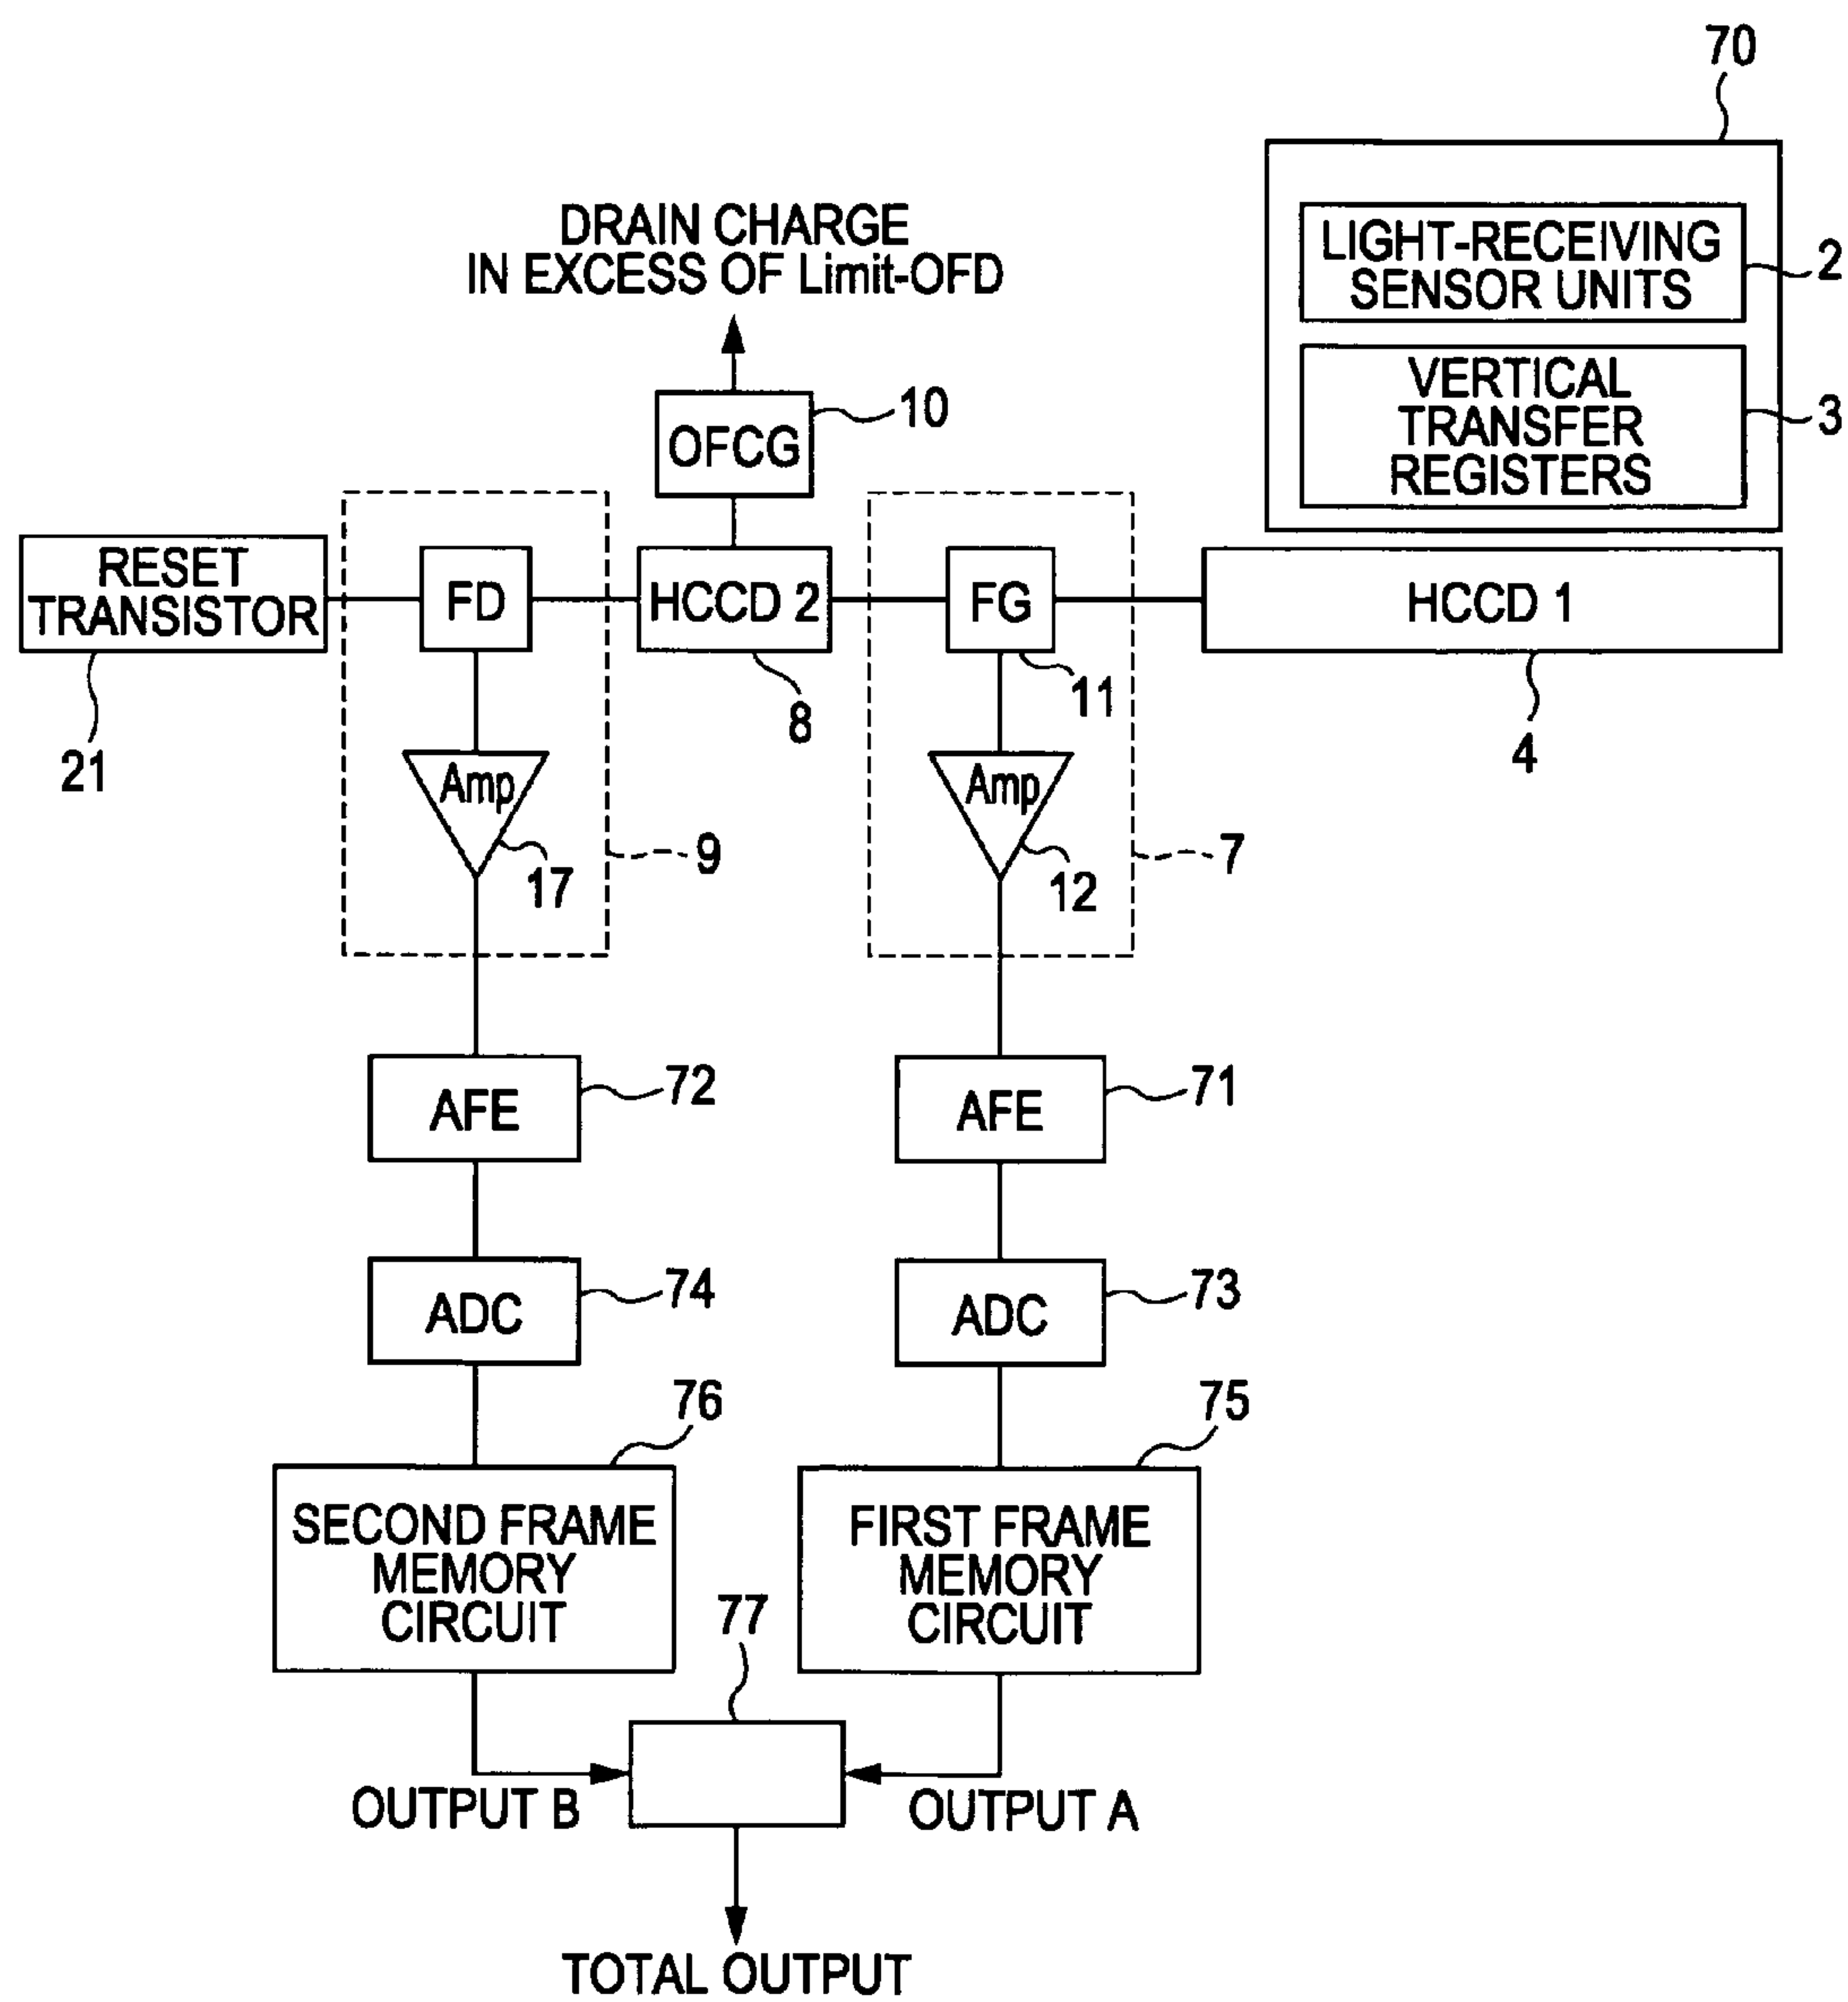 70
DRAIN CHARGE
IN EXCESS OF Limit-OFD
LIGHT-RECEIVING
SENSOR UNITS
2
VERTICAL
TRANSFER
REGISTERS
3
OFCG
10
RESET
TRANSISTOR
21
FD
HCCD 2
8
FG
11
HCCD 1
4
Amp
17
9
Amp
12
7
AFE
72
AFE
71
ADC
74
ADC
73
76
SECOND FRAME
MEMORY
CIRCUIT
75
FIRST FRAME
MEMORY
CIRCUIT
77
OUTPUT B
OUTPUT A
TOTAL OUTPUT